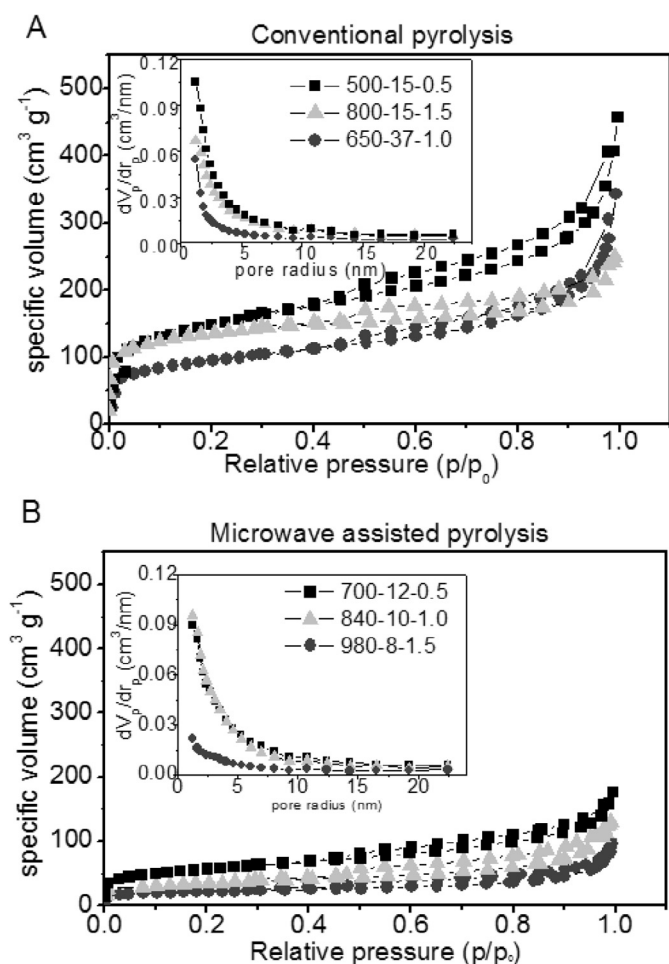 A
Conventional pyrolysis
500
400
300
200
100
0
specific volume (cm³ g⁻¹)
0.12
0.09
0.06
0.03
0.00
dVₚ/drₚ (cm³/nm)
500-15-0.5
800-15-1.5
650-37-1.0
0 5 10 15 20
pore radius (nm)
0.0 0.2 0.4 0.6 0.8 1.0
Relative pressure (p/p₀)
B
Microwave assisted pyrolysis
500
400
300
200
100
0
specific volume (cm³ g⁻¹)
0.12
0.09
0.06
0.03
0.00
dVₚ/drₚ (cm³/nm)
700-12-0.5
840-10-1.0
980-8-1.5
0 5 10 15 20 25
pore radius (nm)
0.0 0.2 0.4 0.6 0.8 1.0
Relative pressure (p/p₀)